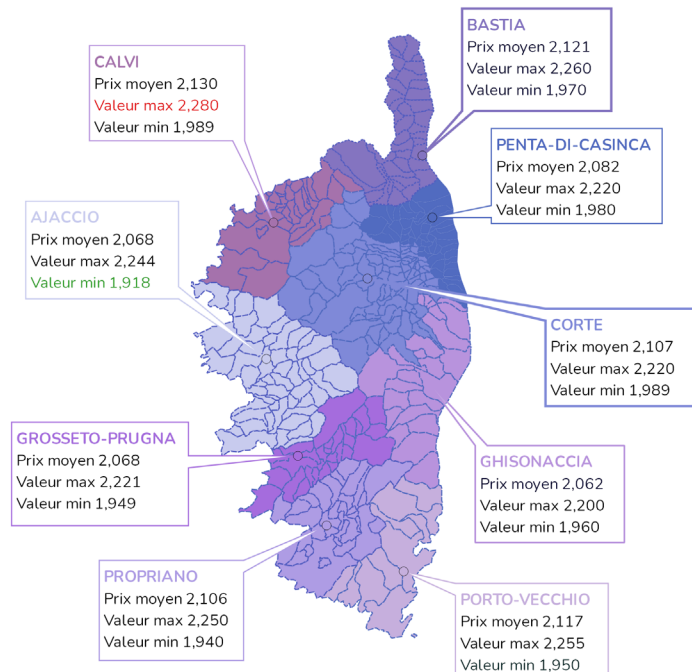 BASTIA
Prix moyen 2,121
Valeur max 2,260
Valeur min 1,970
CALVI
Prix moyen 2,130
Valeur max 2,280
Valeur min 1,989
PENTA-DI-CASINCA
Prix moyen 2,082
Valeur max 2,220
Valeur min 1,980
AJACCIO
Prix moyen 2,068
Valeur max 2,244
Valeur min 1,918
CORTE
Prix moyen 2,107
Valeur max 2,220
Valeur min 1,989
GROSSETO-PRUGNA
Prix moyen 2,068
Valeur max 2,221
Valeur min 1,949
GHISONACCIA
Prix moyen 2,062
Valeur max 2,200
Valeur min 1,960
PROPRIANO
Prix moyen 2,106
Valeur max 2,250
Valeur min 1,940
PORTO-VECCHIO
Prix moyen 2,117
Valeur max 2,255
Valeur min 1,950